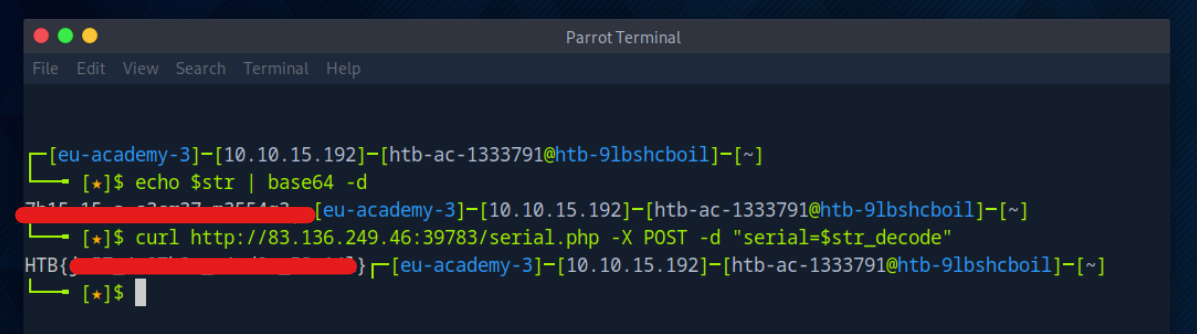 Parrot Terminal
File Edit View Search Terminal Help
┌─[eu-academy-3]─[10.10.15.192]─[htb-ac-1333791@htb-9lbshcboil]─[~]
└──╼ [★]$ echo $str | base64 -d
[eu-academy-3]─[10.10.15.192]─[htb-ac-1333791@htb-9lbshcboil]─[~]
└──╼ [★]$ curl http://83.136.249.46:39783/serial.php -X POST -d "serial=$str_decode"
HTB{ }┌─[eu-academy-3]─[10.10.15.192]─[htb-ac-1333791@htb-9lbshcboil]─[~]
└──╼ [★]$